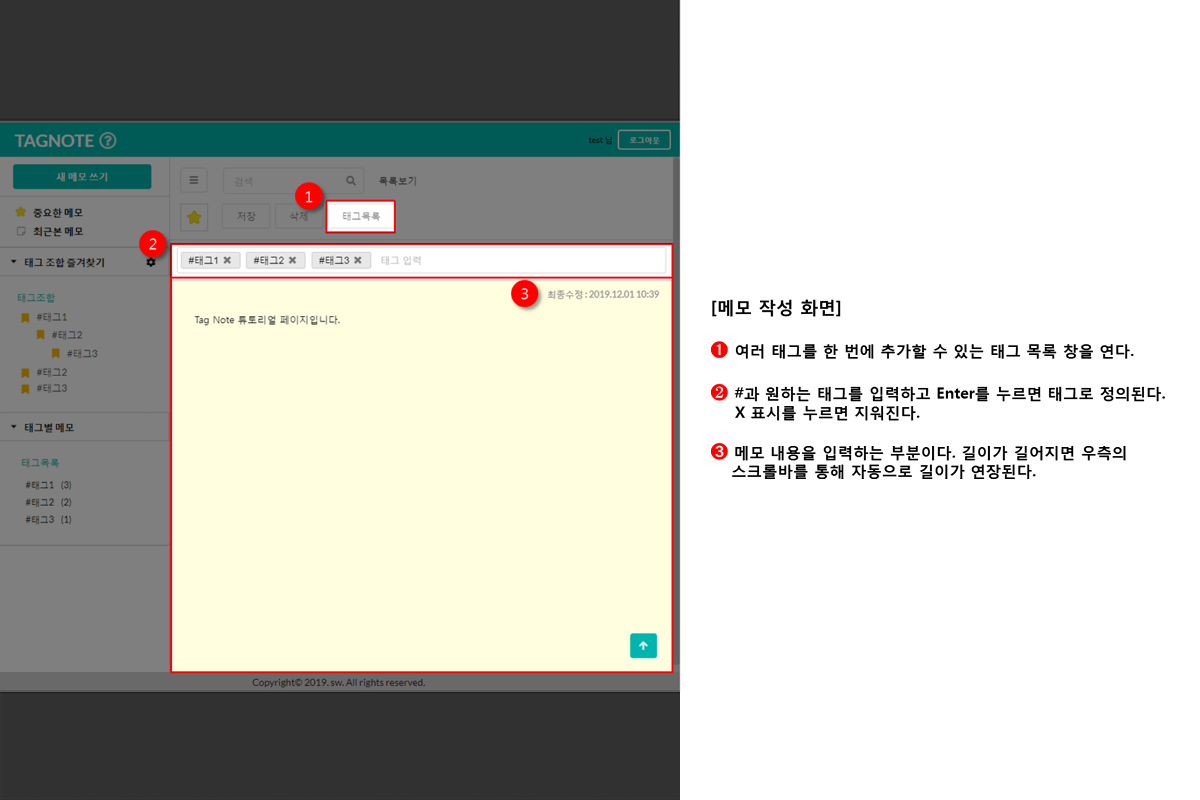 TAGNOTE ?
test 님 로그아웃
새 메모 쓰기
중요한 메모
최근본 메모
태그 조합 즐겨찾기
태그조합
#태그1
#태그2
#태그3
#태그2
#태그3
태그별 메모
태그목록
#태그1 (3)
#태그2 (2)
#태그3 (1)
검색 목록보기
1
저장 삭제 태그목록
2
#태그1 ✖ #태그2 ✖ #태그3 ✖ 태그 입력
3 최종수정 : 2019.12.01 10:39
Tag Note 튜토리얼 페이지입니다.
Copyright© 2019. sw. All rights reserved.
[메모 작성 화면]
❶ 여러 태그를 한 번에 추가할 수 있는 태그 목록 창을 연다.
❷ #과 원하는 태그를 입력하고 Enter를 누르면 태그로 정의된다.
X 표시를 누르면 지워진다.
❸ 메모 내용을 입력하는 부분이다. 길이가 길어지면 우측의
스크롤바를 통해 자동으로 길이가 연장된다.